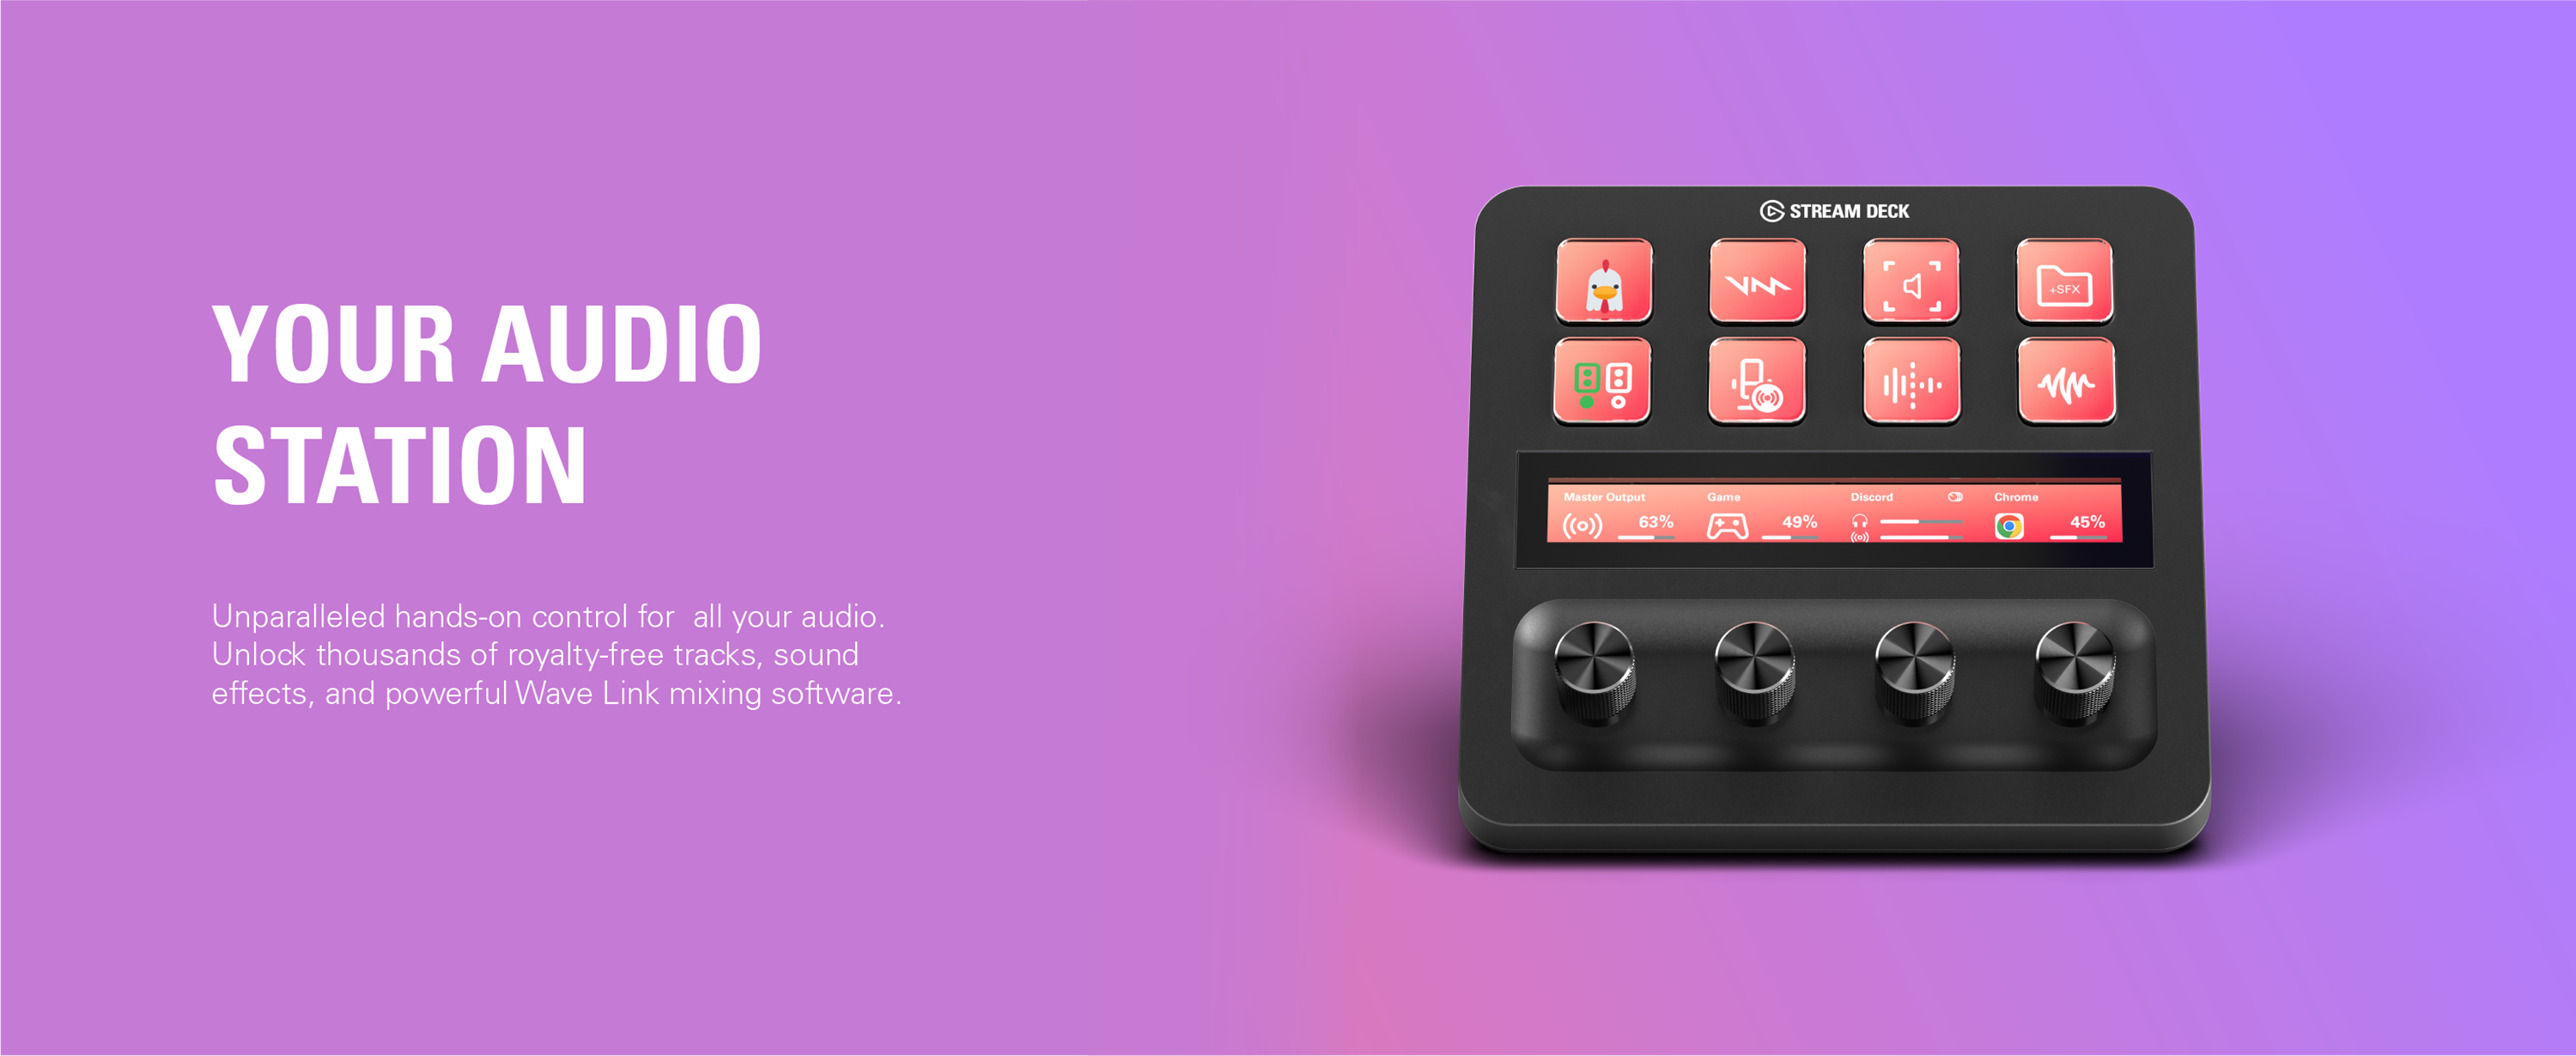 YOUR AUDIO
STATION
Unparalleled hands-on control for  all your audio.
Unlock thousands of royalty-free tracks, sound
effects, and powerful Wave Link mixing software.
STREAM DECK
+SFX
Master Output Game Discord Chrome
63% 49% 45%